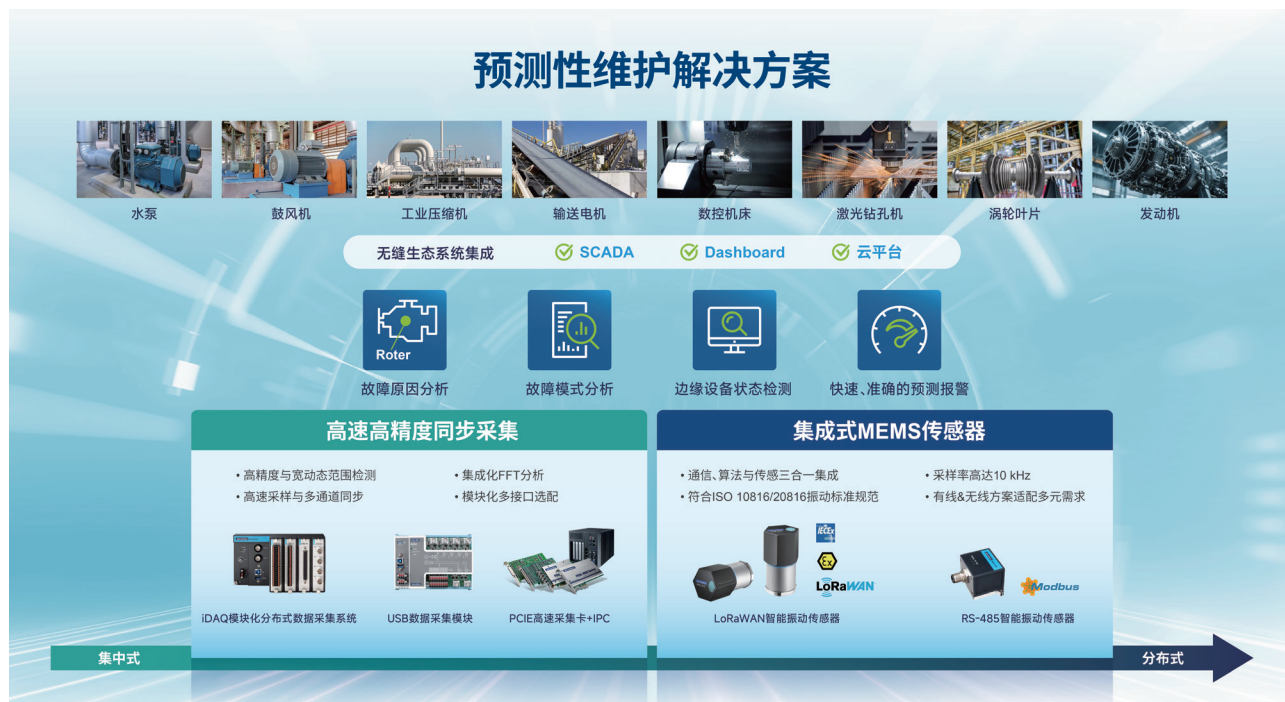 预测性维护解决方案
水泵
鼓风机
工业压缩机
输送电机
数控机床
激光钻孔机
涡轮叶片
发动机
无缝生态系统集成 SCADA Dashboard 云平台
Roter
故障原因分析
故障模式分析
边缘设备状态检测
快速、准确的预测报警
高速高精度同步采集
• 高精度与宽动态范围检测
• 集成化FFT分析
• 高速采样与多通道同步
• 模块化多接口选配
iDAQ模块化分布式数据采集系统
USB数据采集模块
PCIE高速采集卡+IPC
集成式MEMS传感器
• 通信、算法与传感三合一集成
• 采样率高达10 kHz
• 符合ISO 10816/20816振动标准规范
• 有线&无线方案适配多元需求
IECEx
Ex
LoRaWAN
Modbus
LoRaWAN智能振动传感器
RS-485智能振动传感器
集中式
分布式